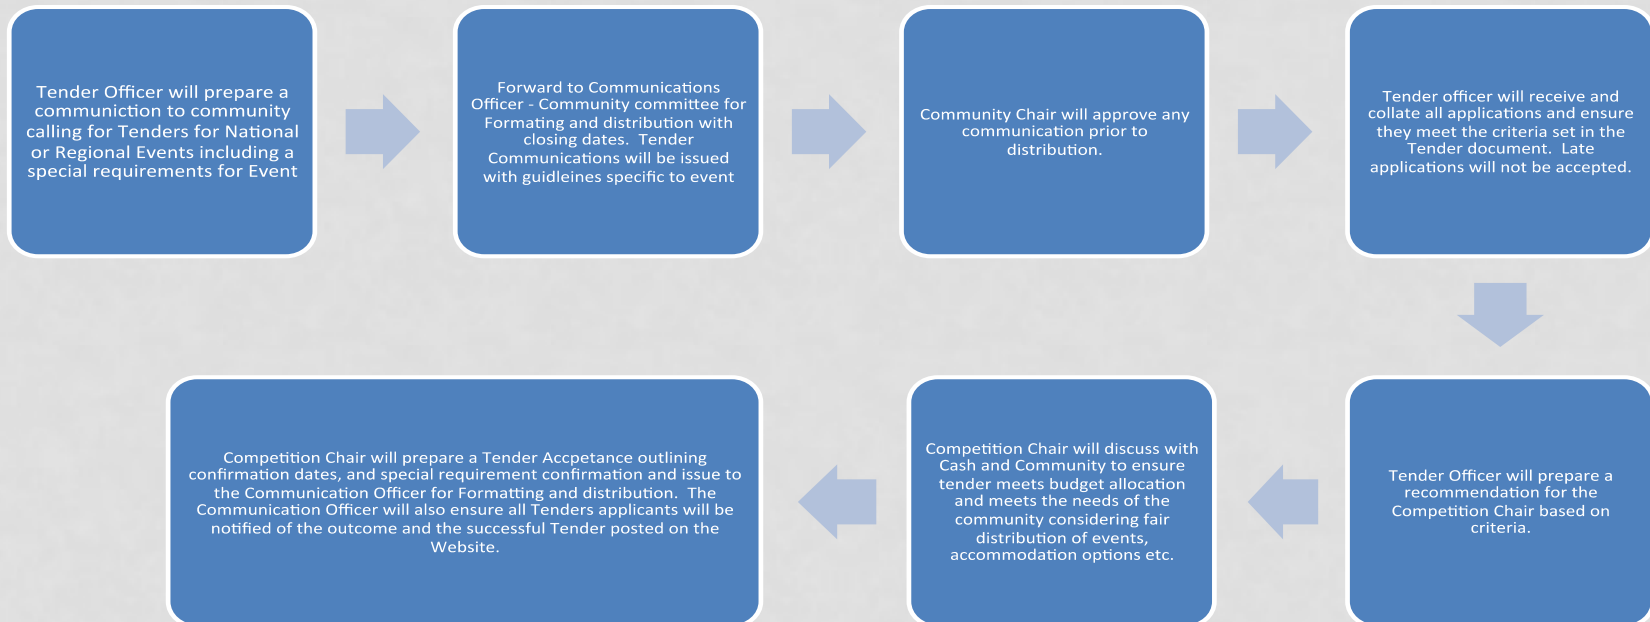 Tender Officer will prepare a
communiction to community
calling for Tenders for National
or Regional Events including a
special requirements for Event
Forward to Communications
Officer - Community committee for
Formating and distribution with
closing dates.  Tender
Communications will be issued
with guidleines specific to event
Community Chair will approve any
communication prior to
distribution.
Tender officer will receive and
collate all applications and ensure
they meet the criteria set in the
Tender document.  Late
applications will not be accepted.
Tender Officer will prepare a
recommendation for the
Competition Chair based on
criteria.
Competition Chair will discuss with
Cash and Community to ensure
tender meets budget allocation
and meets the needs of the
community considering fair
distribution of events,
accommodation options etc.
Competition Chair will prepare a Tender Accpetance outlining
confirmation dates, and special requirement confirmation and issue to
the Communication Officer for Formatting and distribution.  The
Communication Officer will also ensure all Tenders applicants will be
notified of the outcome and the successful Tender posted on the
Website.